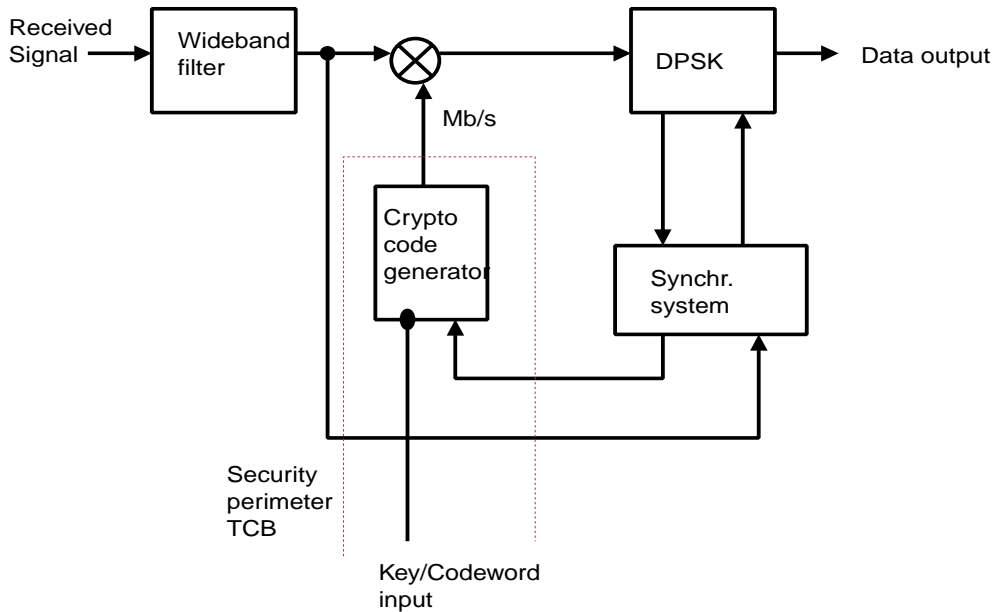 Received
Signal
Wideband
filter
DPSK
Data output
Mb/s
Crypto
code
generator
Synchr.
system
Security
perimeter
TCB
Key/Codeword
input